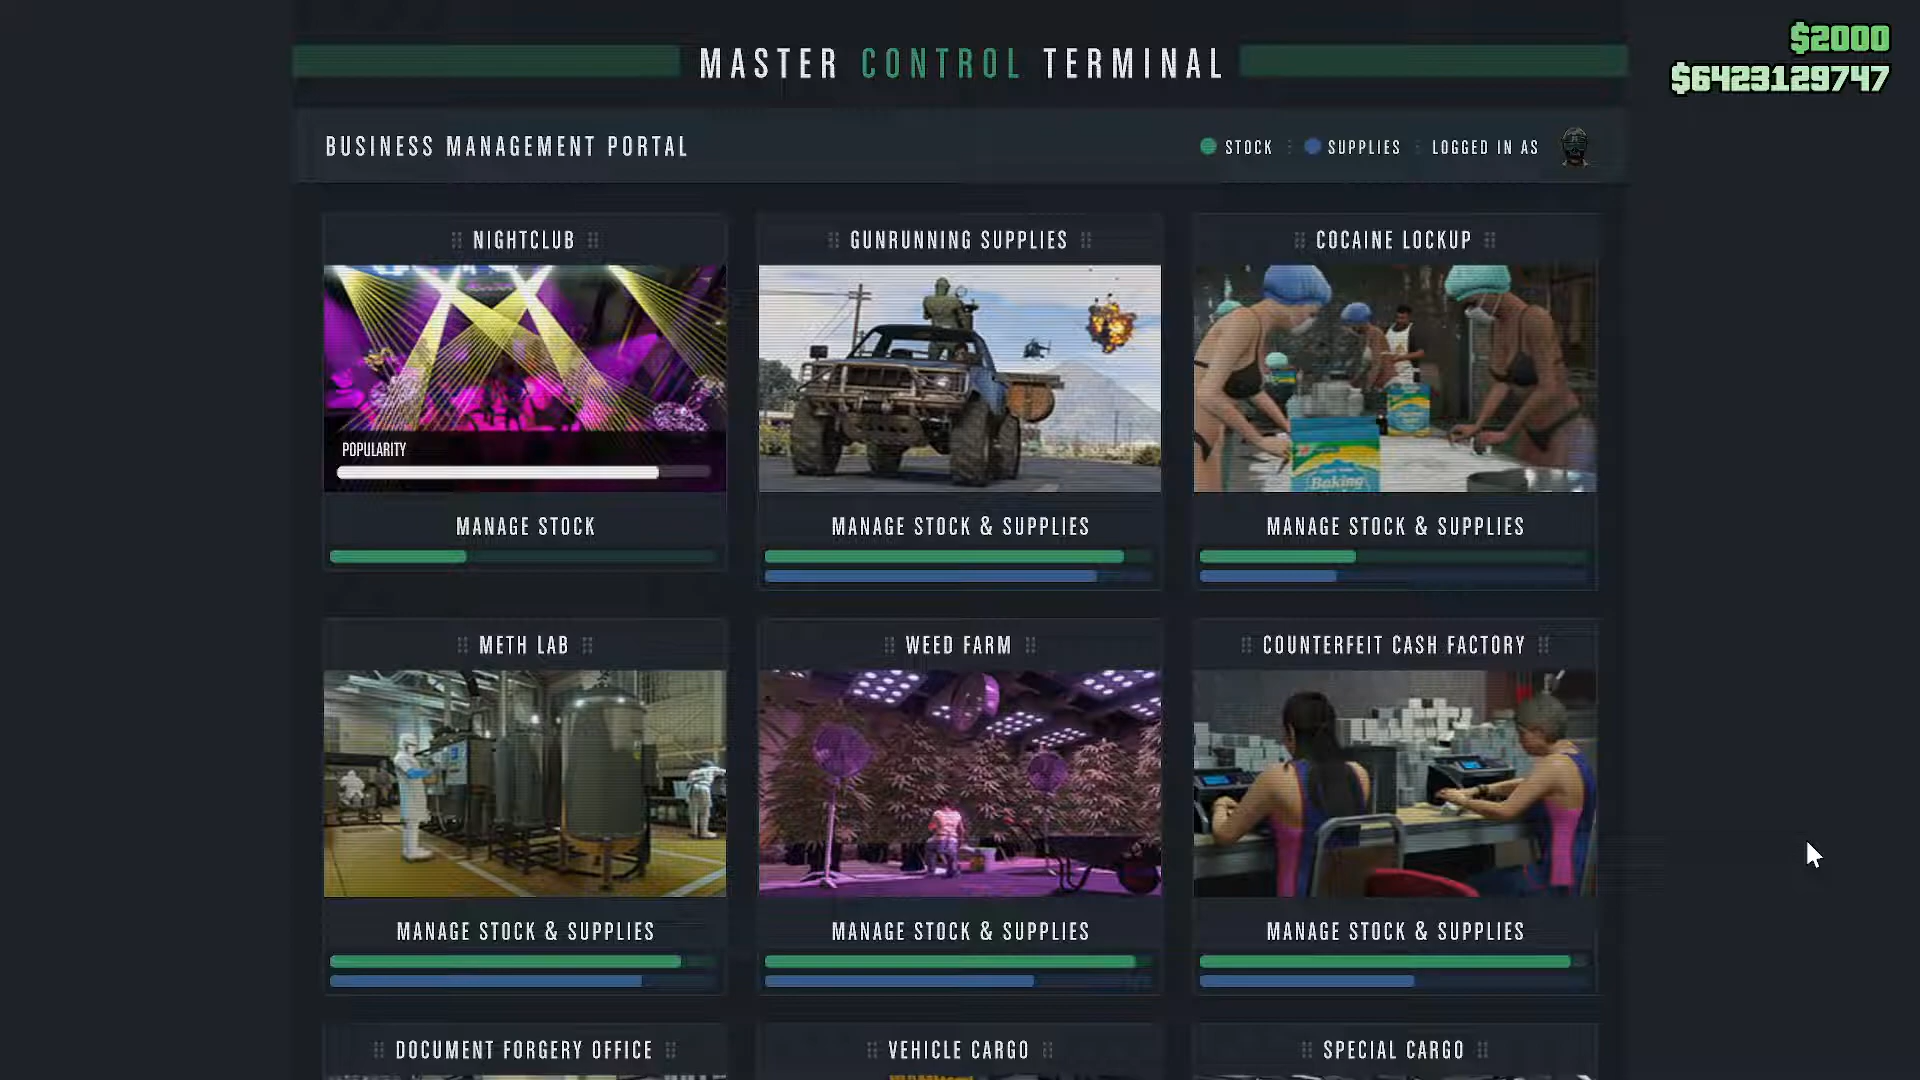 $2000
$6423129747
MASTER CONTROL TERMINAL
BUSINESS MANAGEMENT PORTAL
STOCK
SUPPLIES
LOGGED IN AS
NIGHTCLUB
GUNRUNNING SUPPLIES
COCAINE LOCKUP
POPULARITY
Baking
MANAGE STOCK
MANAGE STOCK & SUPPLIES
MANAGE STOCK & SUPPLIES
METH LAB
WEED FARM
COUNTERFEIT CASH FACTORY
MANAGE STOCK & SUPPLIES
MANAGE STOCK & SUPPLIES
MANAGE STOCK & SUPPLIES
DOCUMENT FORGERY OFFICE
VEHICLE CARGO
SPECIAL CARGO